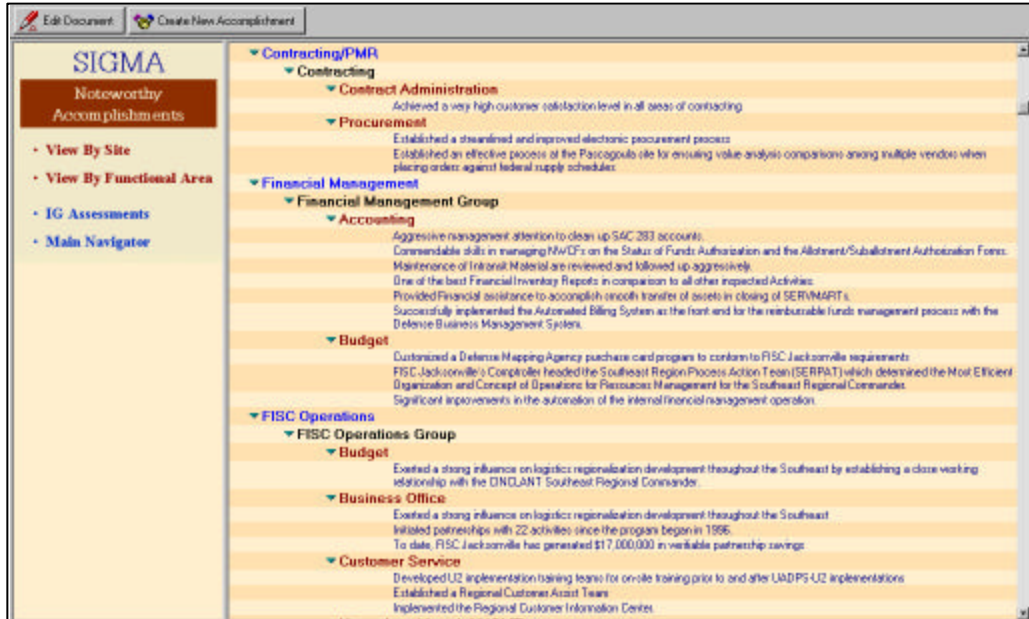 Edit Document
Create New Accomplishment
SIGMA
Noteworthy
Accomplishments
• View By Site
• View By Functional Area
• IG Assessments
• Main Navigator
Contracting/PMR
Contracting
Contract Administration
Achieved a very high customer satisfaction level in all areas of contracting
Procurement
Established a streamlined and improved electronic procurement process
Established an effective process at the Pascagoula site for ensuring value analysis comparisons among multiple vendors when
placing orders against federal supply schedules.
Financial Management
Financial Management Group
Accounting
Aggressive management attention to clean up SAC 283 accounts.
Commendable skills in managing NWCFs on the Status of Funds Authorization and the Allotment/Suballotment Authorization Forms.
Maintenance of Intransit Material are reviewed and followed up aggressively.
One of the best Financial Inventory Reports in comparison to all other inspected Activities.
Provided Financial assistance to accomplish smooth transfer of assets in closing of SERVMARTs.
Successfully implemented the Automated Billing System as the front end for the reimbursable funds management process with the
Defense Business Management System.
Budget
Customized a Defense Mapping Agency purchase card program to conform to FISC Jacksonville requirements
FISC Jacksonville's Comptroller headed the Southeast Region Process Action Team (SERPAT) which determined the Most Efficient
Organization and Concept of Operations for Resources Management for the Southeast Regional Commander.
Significant improvements in the automation of the internal financial management operation.
FISC Operations
FISC Operations Group
Budget
Exerted a strong influence on logistics regionalization development throughout the Southeast by establishing a close working
relationship with the CINCLANT Southeast Regional Commander.
Business Office
Exerted a strong influence on logistics regionalization development throughout the Southeast
Initiated partnerships with 22 activities since the program began in 1996.
To date, FISC Jacksonville has generated $17,000,000 in verifiable partnership savings
Customer Service
Developed U2 implementation training teams for on-site training prior to and after UADPS-U2 implementations
Established a Regional Customer Assist Team
Implemented the Regional Customer Information Center.